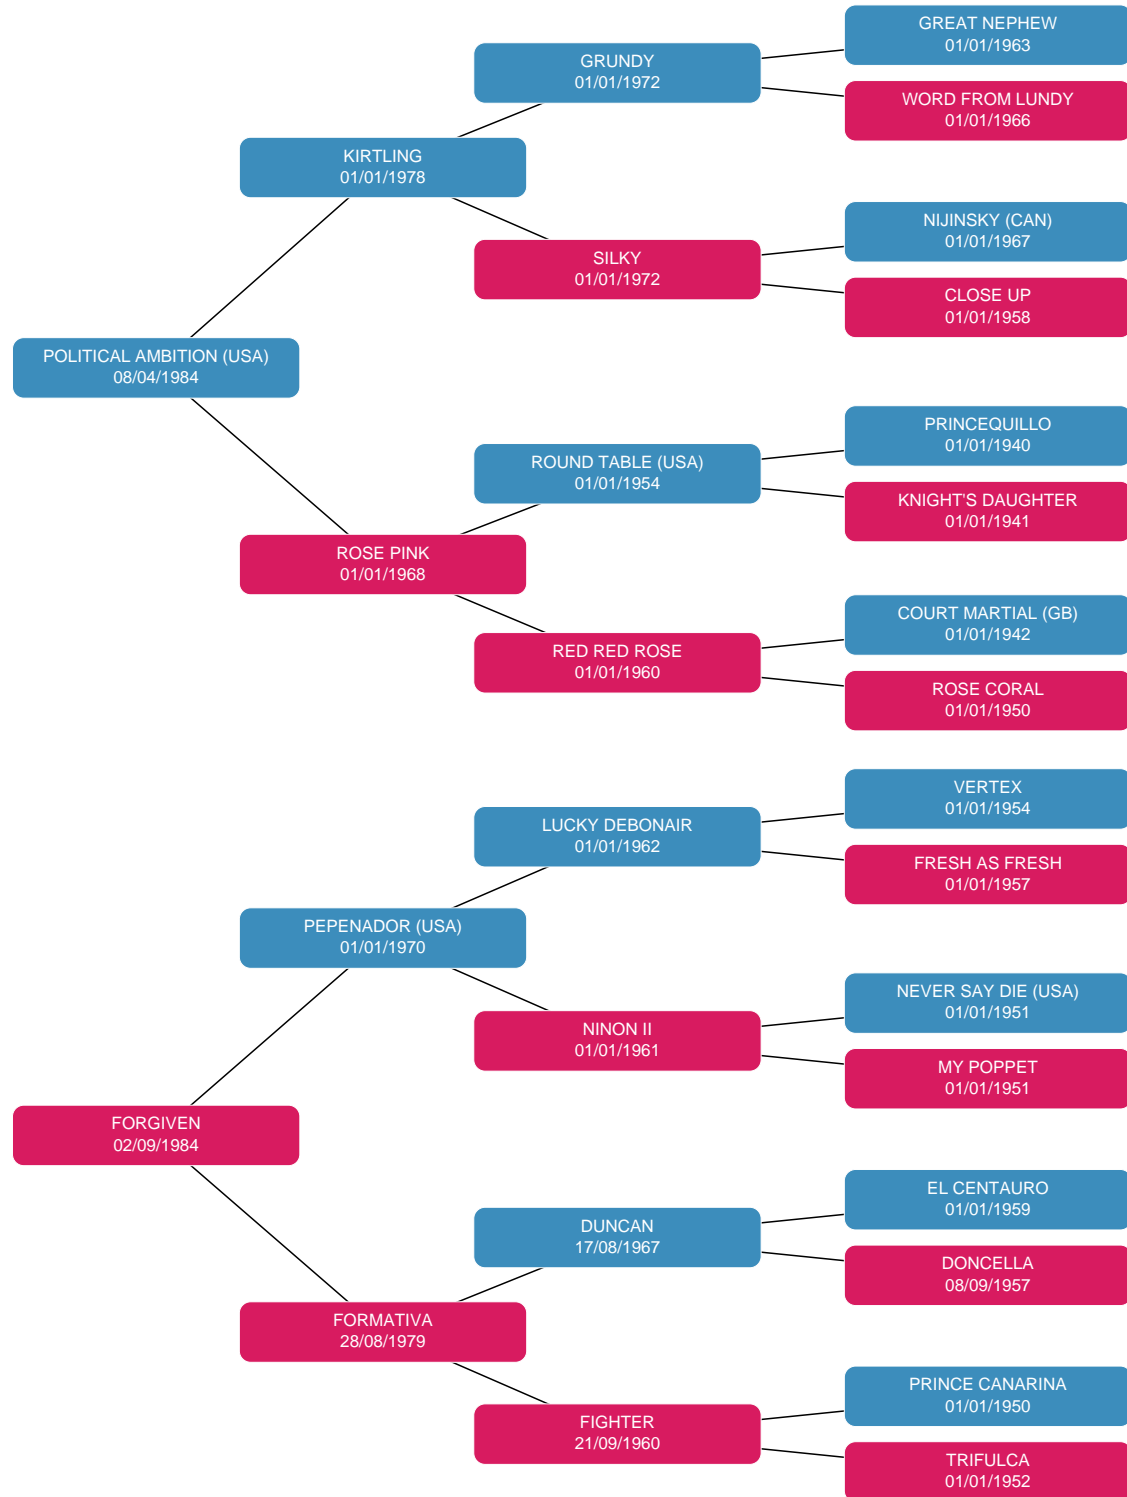 GREAT NEPHEW
01/01/1963
GRUNDY
01/01/1972
WORD FROM LUNDY
01/01/1966
KIRTLING
01/01/1978
NIJINSKY (CAN)
01/01/1967
SILKY
01/01/1972
CLOSE UP
01/01/1958
POLITICAL AMBITION (USA)
08/04/1984
PRINCEQUILLO
01/01/1940
ROUND TABLE (USA)
01/01/1954
KNIGHT'S DAUGHTER
01/01/1941
ROSE PINK
01/01/1968
COURT MARTIAL (GB)
01/01/1942
RED RED ROSE
01/01/1960
ROSE CORAL
01/01/1950
VERTEX
01/01/1954
LUCKY DEBONAIR
01/01/1962
FRESH AS FRESH
01/01/1957
PEPENADOR (USA)
01/01/1970
NEVER SAY DIE (USA)
01/01/1951
NINON II
01/01/1961
MY POPPET
01/01/1951
FORGIVEN
02/09/1984
EL CENTAURO
01/01/1959
DUNCAN
17/08/1967
DONCELLA
08/09/1957
FORMATIVA
28/08/1979
PRINCE CANARINA
01/01/1950
FIGHTER
21/09/1960
TRIFULCA
01/01/1952